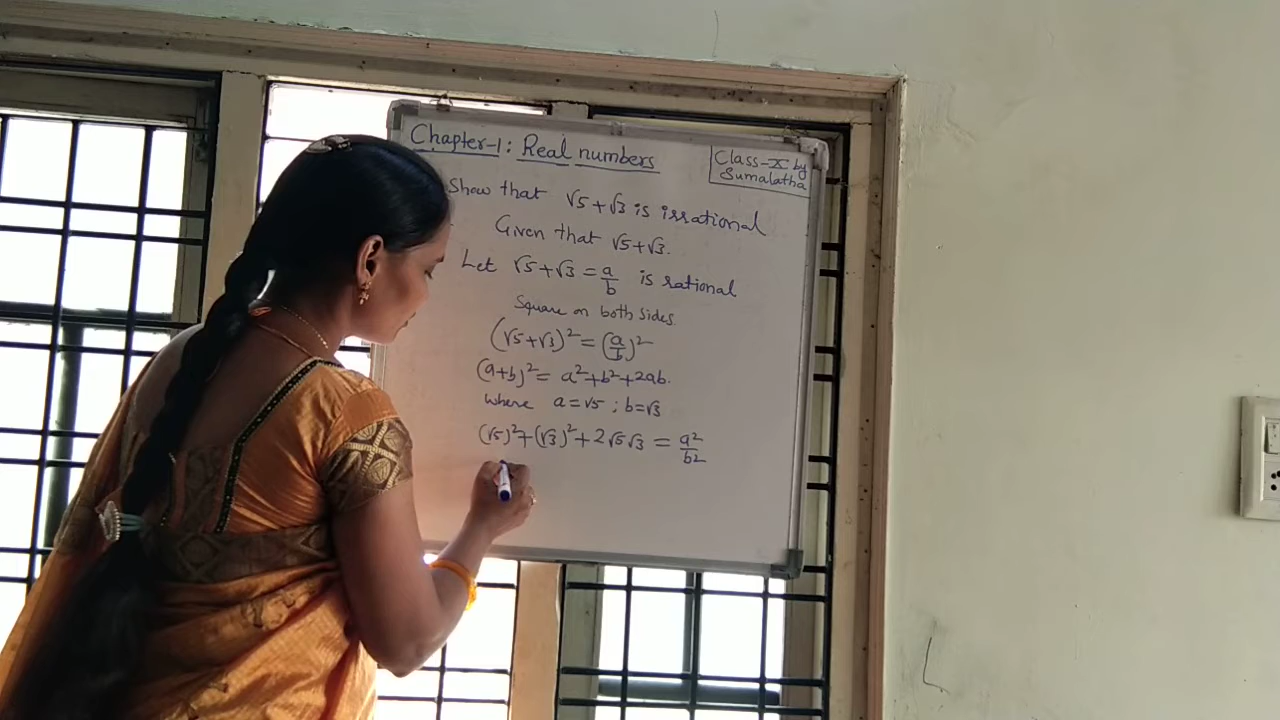 Chapter-1: Real numbers
Class-X by
Sumalatha
Show that √5+√3 is irrational
Given that √5+√3.
Let √5+√3 = a/b is rational
Square on both sides.
(√5+√3)² = (a/b)²
(a+b)² = a²+b²+2ab.
where a=√5 ; b=√3
(√5)²+(√3)²+2√5√3 = a²/b²